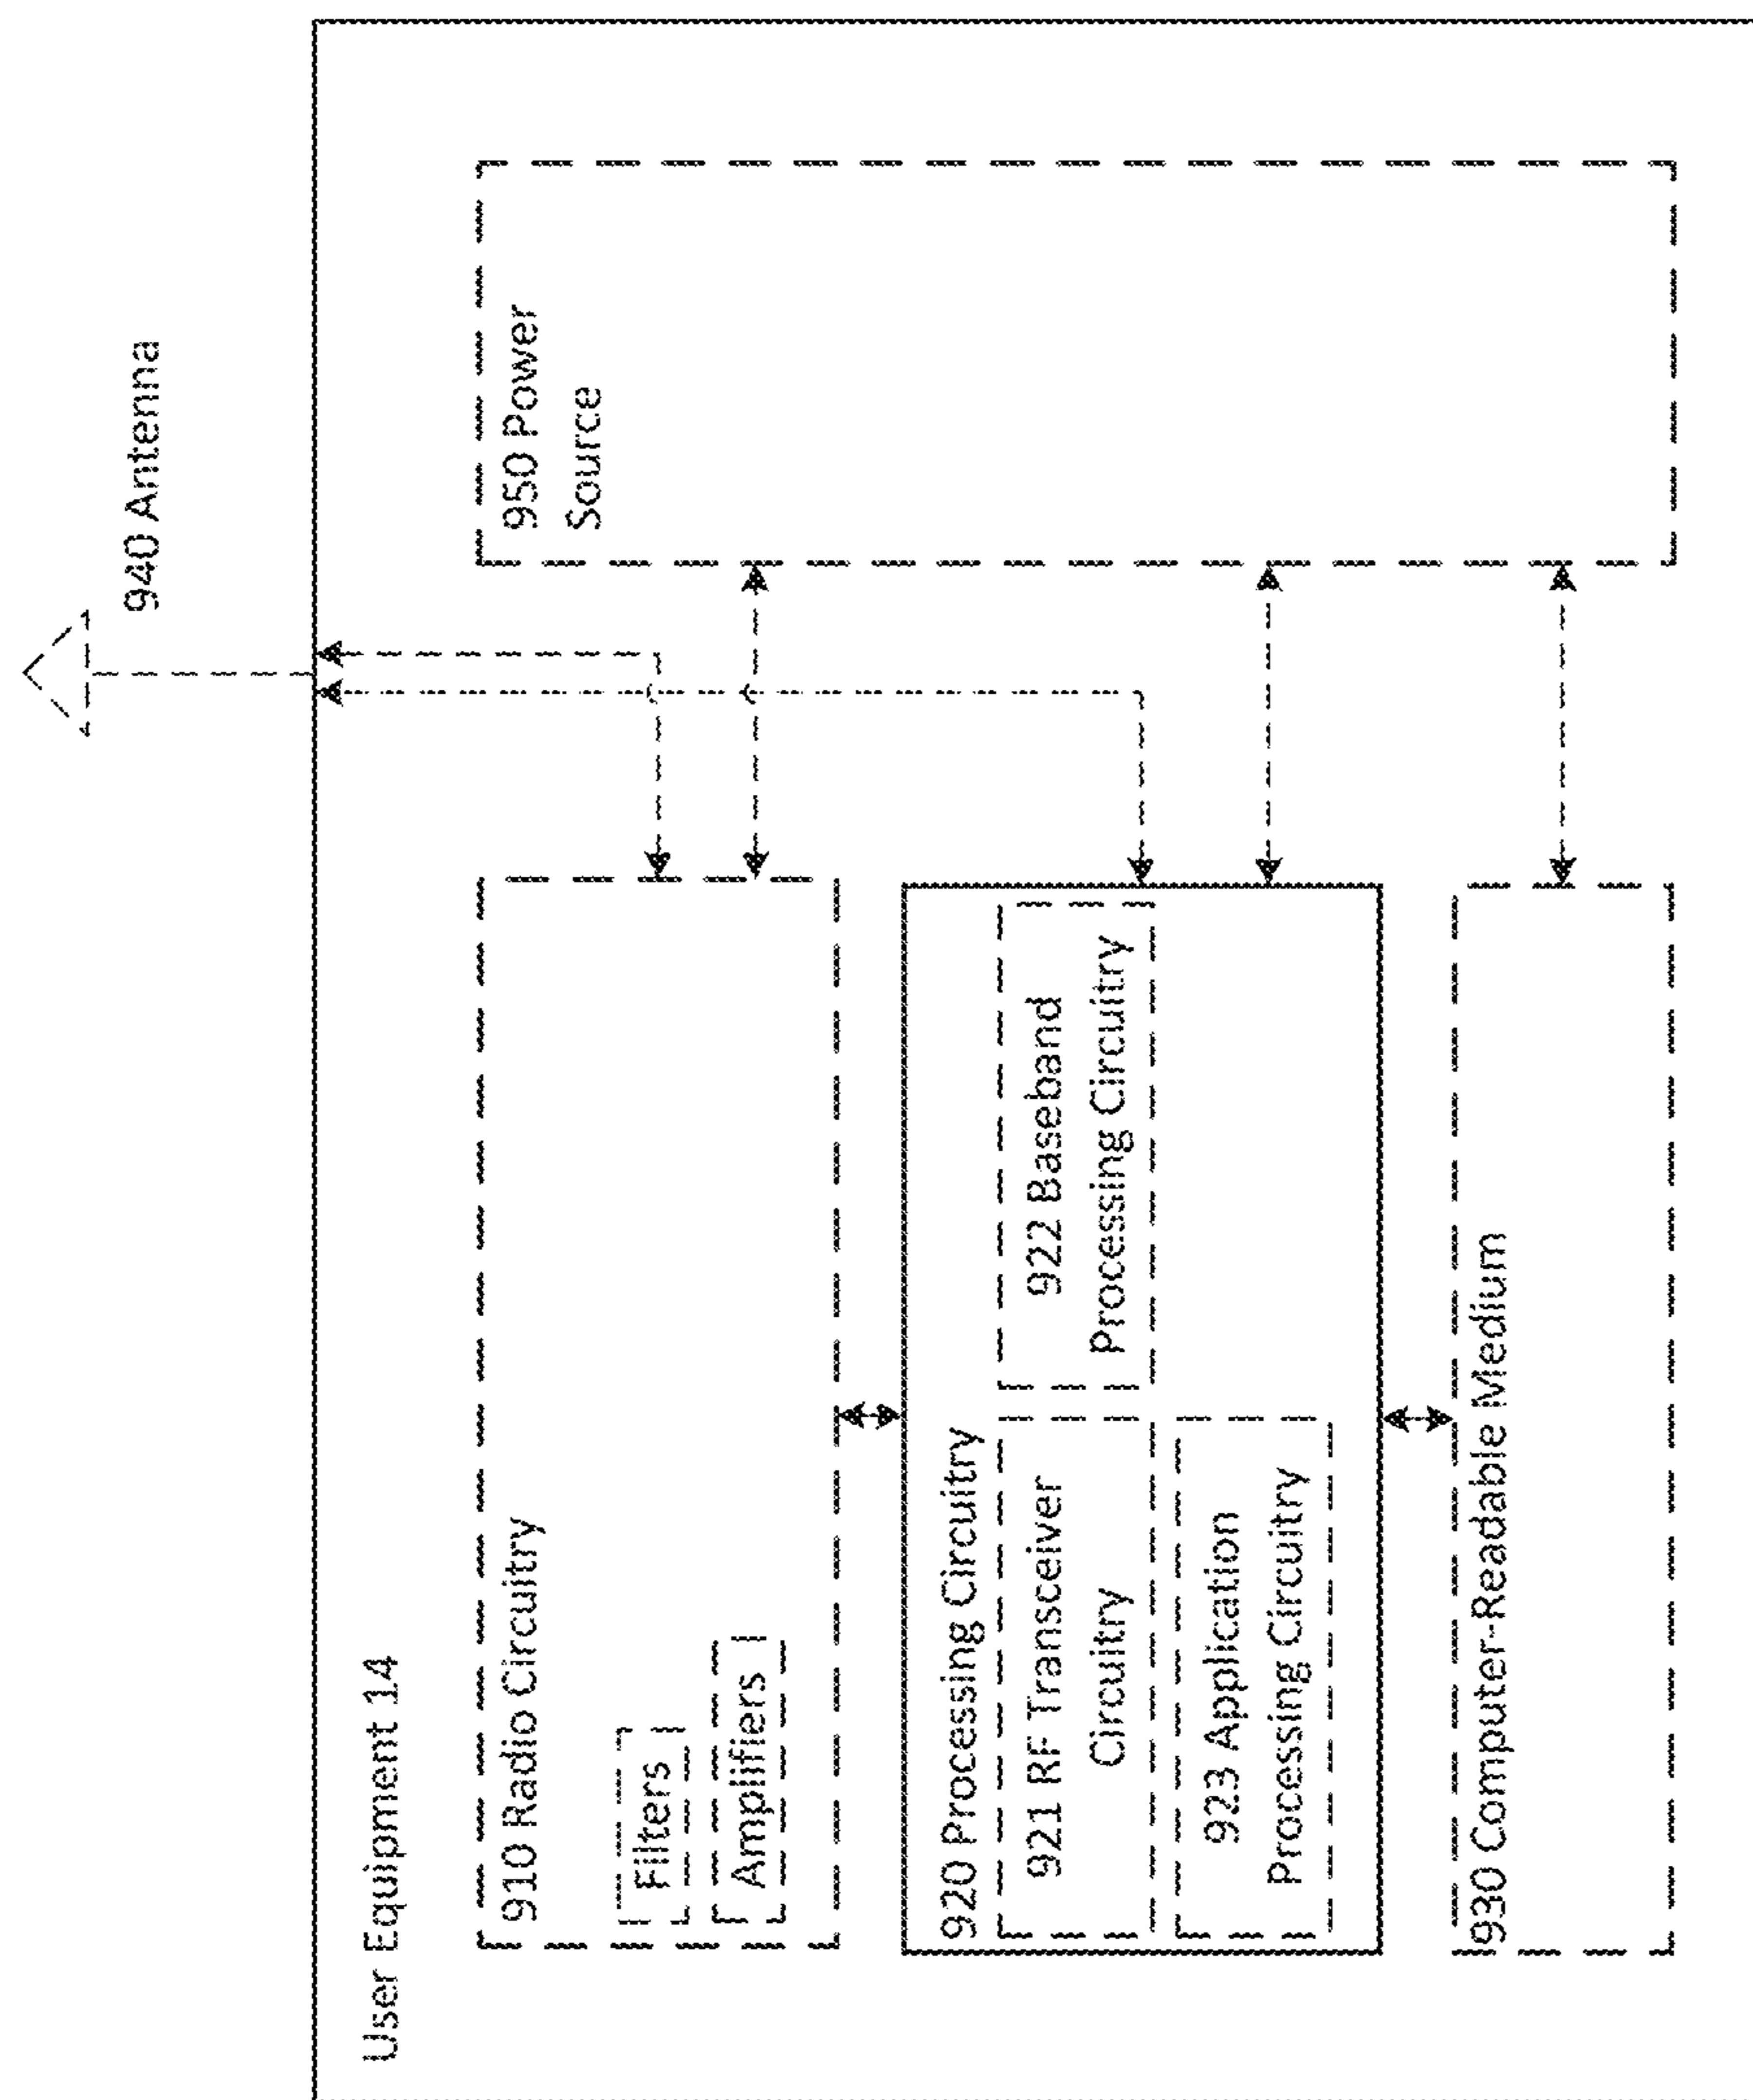 940 Antenna
User Equipment 14
910 Radio Circuitry
Filters
Amplifiers
950 Power
Source
920 Processing Circuitry
921 RF Transceiver
Circuitry
922 Baseband
Processing Circuitry
923 Application
Processing Circuitry
930 Computer-Readable Medium